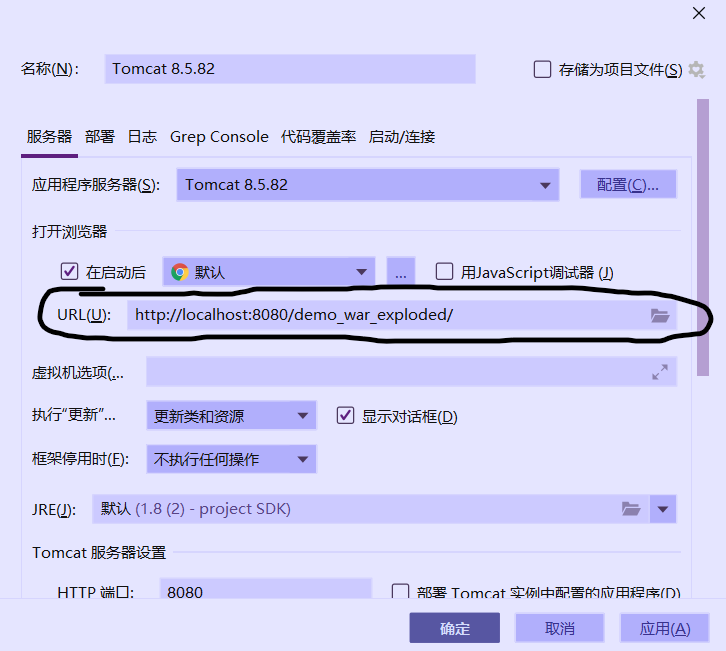 名称(N): Tomcat 8.5.82 存储为项目文件(S)
服务器 部署 日志 Grep Console 代码覆盖率 启动/连接
应用程序服务器(S): Tomcat 8.5.82 配置(C)...
打开浏览器
在启动后 默认 ... 用JavaScript调试器 (J)
URL(U): http://localhost:8080/demo_war_exploded/
虚拟机选项(...
执行“更新”... 更新类和资源 显示对话框(D)
框架停用时(F): 不执行任何操作
JRE(J): 默认 (1.8 (2) - project SDK)
Tomcat 服务器设置
HTTP 端口: 8080 部署 Tomcat 实例中配置的应用程序(D)
确定 取消 应用(A)